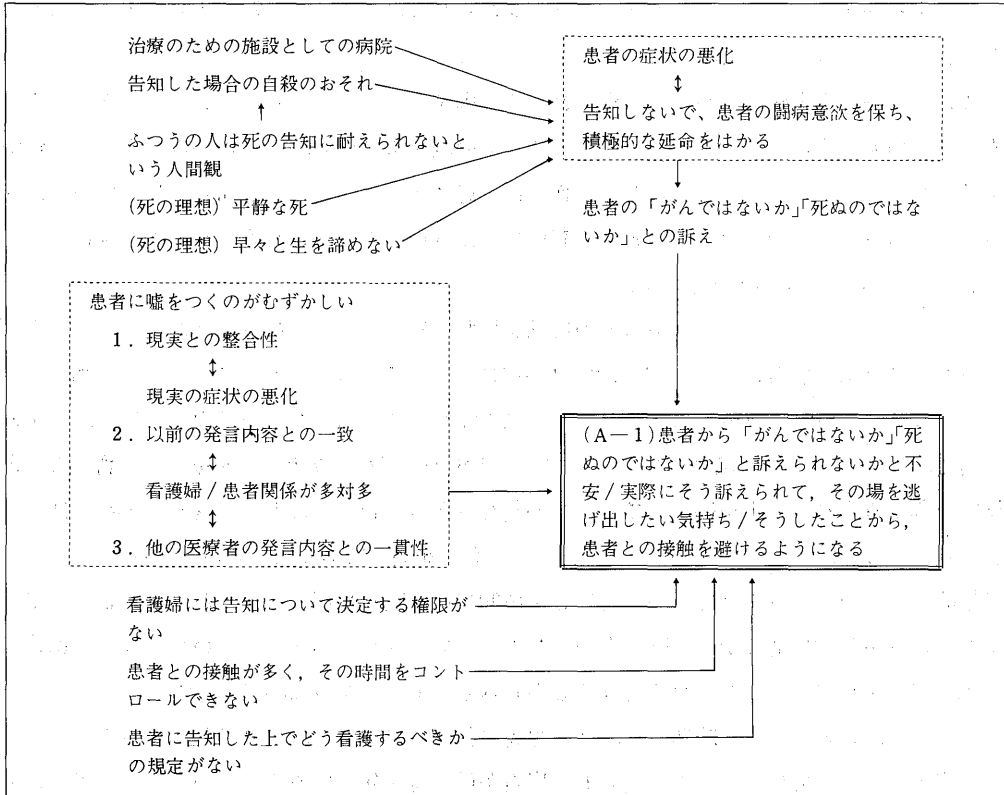 治療のための施設としての病院
告知した場合の自殺のおそれ
↑
ふつうの人は死の告知に耐えられないと
いう人間観
(死の理想) 平静な死
(死の理想) 早々と生を諦めない
患者の症状の悪化
↕
告知しないで、患者の闘病意欲を保ち、
積極的な延命をはかる
患者の「がんではないか」「死ぬのではな
いか」との訴え
患者に嘘をつくのがむずかしい
1．現実との整合性
↕
現実の症状の悪化
2．以前の発言内容との一致
↕
看護婦/患者関係が多対多
↕
3．他の医療者の発言内容との一貫性
(A－1)患者から「がんではないか」「死
ぬのではないか」と訴えられないかと不
安/実際にそう訴えられて，その場を逃
げ出したい気持ち/そうしたことから，
患者との接触を避けるようになる
看護婦には告知について決定する権限が
ない
患者との接触が多く，その時間をコント
ロールできない
患者に告知した上でどう看護するべきか
の規定がない